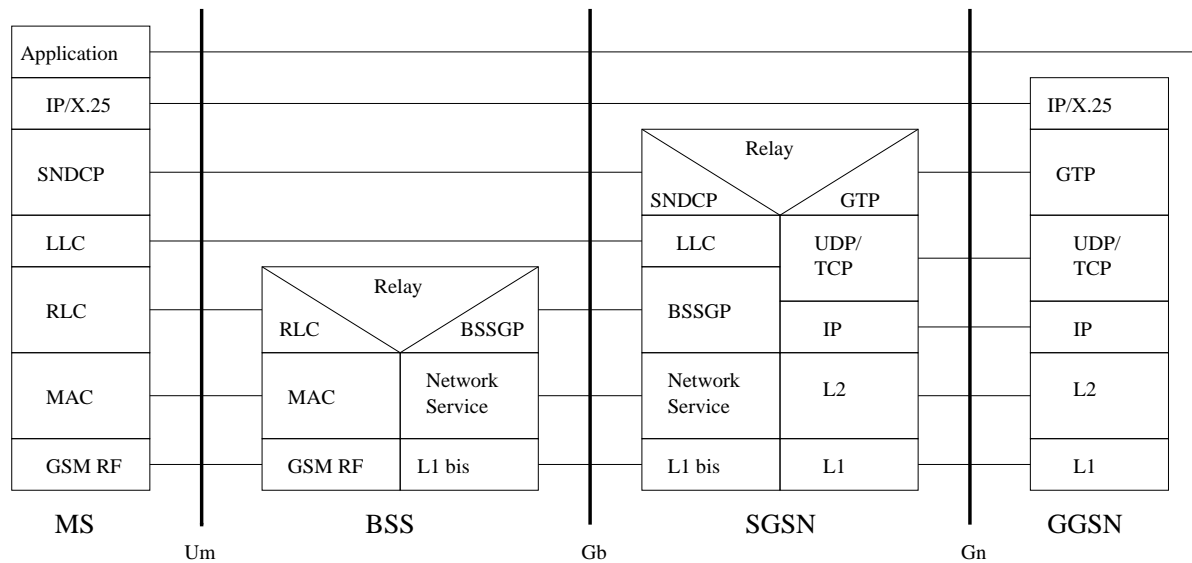 Application
IP/X.25
IP/X.25
Relay
SNDCP
GTP
SNDCP
GTP
LLC
LLC
UDP/
TCP
UDP/
TCP
Relay
RLC
RLC
BSSGP
BSSGP
IP
IP
MAC
MAC
Network
Service
Network
Service
L2
L2
GSM RF
GSM RF
L1 bis
L1 bis
L1
L1
MS
BSS
SGSN
GGSN
Um
Gb
Gn